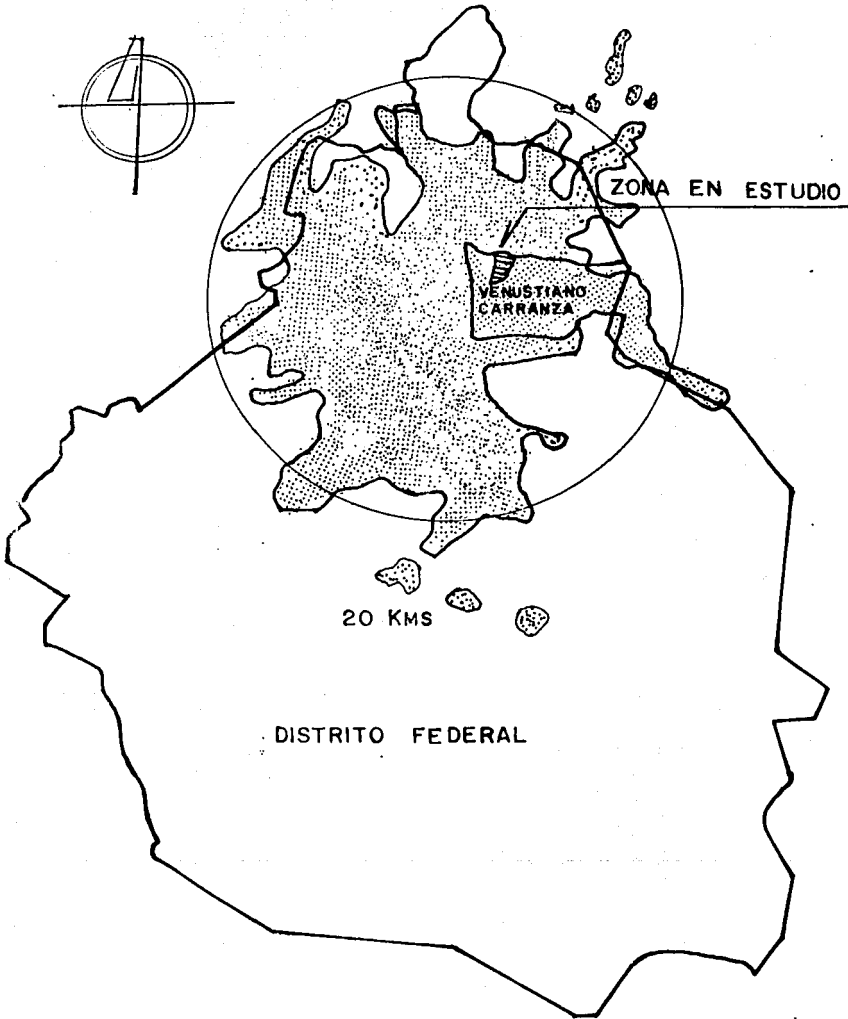 ZONA EN ESTUDIO
VENUSTIANO
CARRANZA
20 KMS
DISTRITO FEDERAL